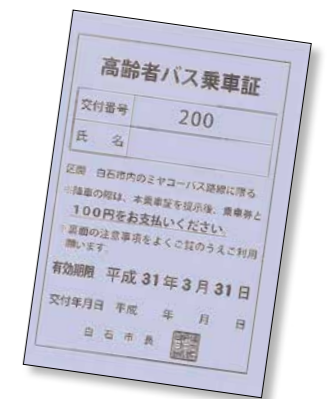 高齢者バス乗車証
交付番号 200
氏 名
区間 白石市内のミヤコーバス路線に限る
※降車の際は、本乗車証を提示後、乗車券と
100円をお支払いください。
※裏面の注意事項をよくご覧のうえご利用
願います。
有効期限 平成 31年 3月 31日
交付年月日 平成 年 月 日
白 石 市 長